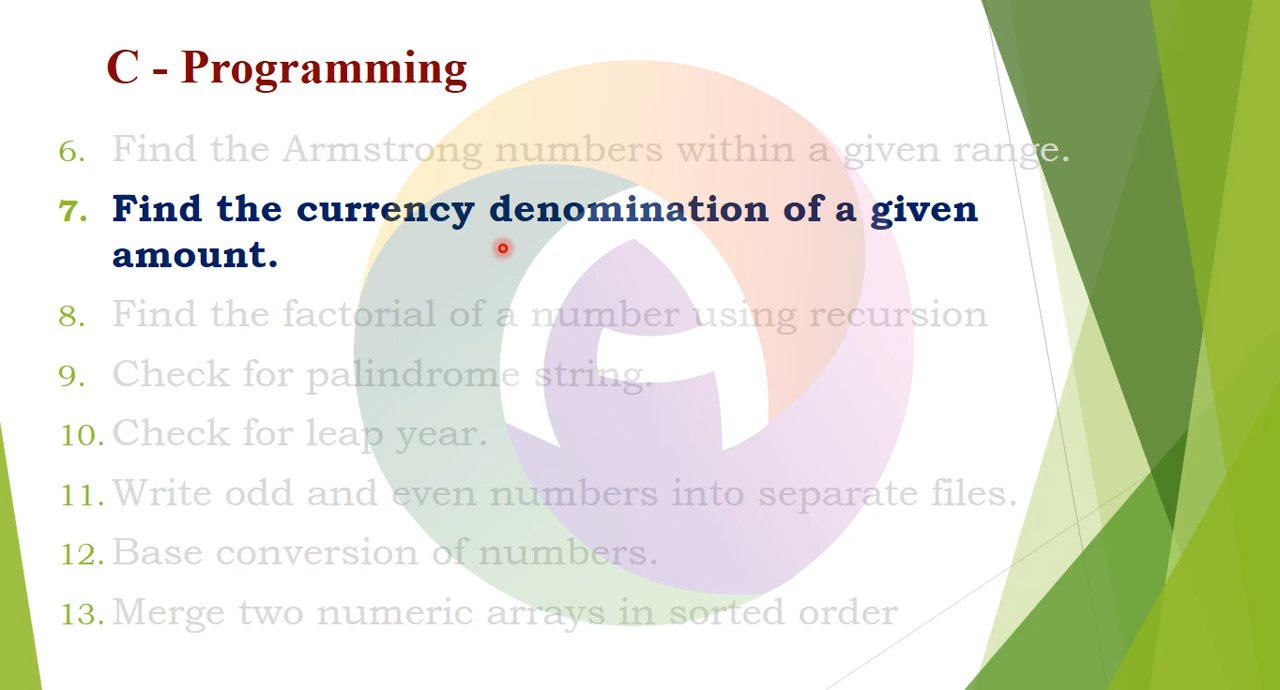 C - Programming
6. Find the Armstrong numbers within a given range.
7. Find the currency denomination of a given
amount.
8. Find the factorial of a number using recursion
9. Check for palindrome string.
10. Check for leap year.
11. Write odd and even numbers into separate files.
12. Base conversion of numbers.
13. Merge two numeric arrays in sorted order